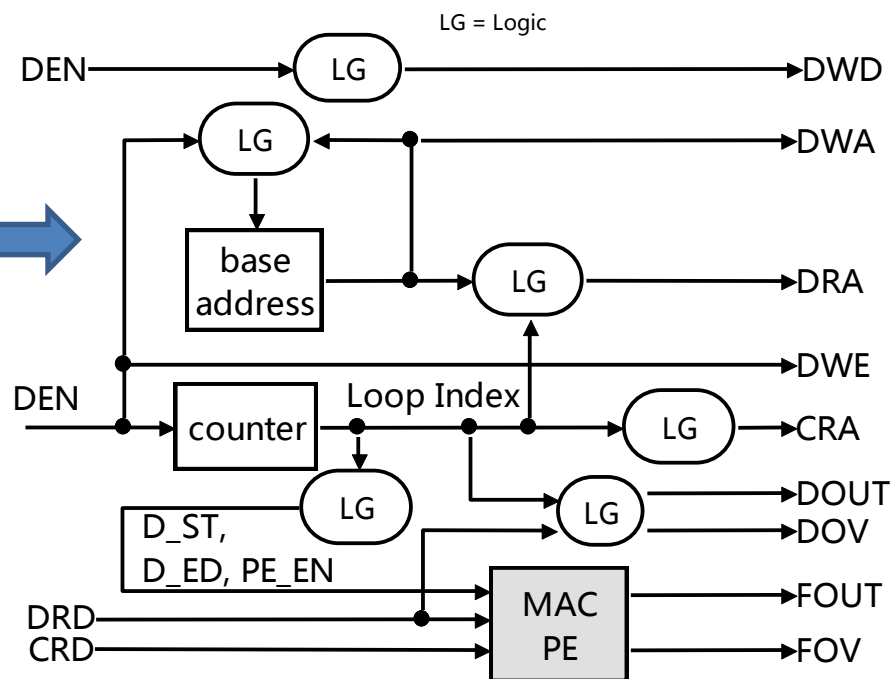 LG = Logic
DEN
LG
DWD
LG
DWA
base
address
LG
DRA
DWE
DEN
counter
Loop Index
LG
CRA
LG
D_ST,
D_ED, PE_EN
LG
DOUT
DOV
DRD
CRD
MAC
PE
FOUT
FOV